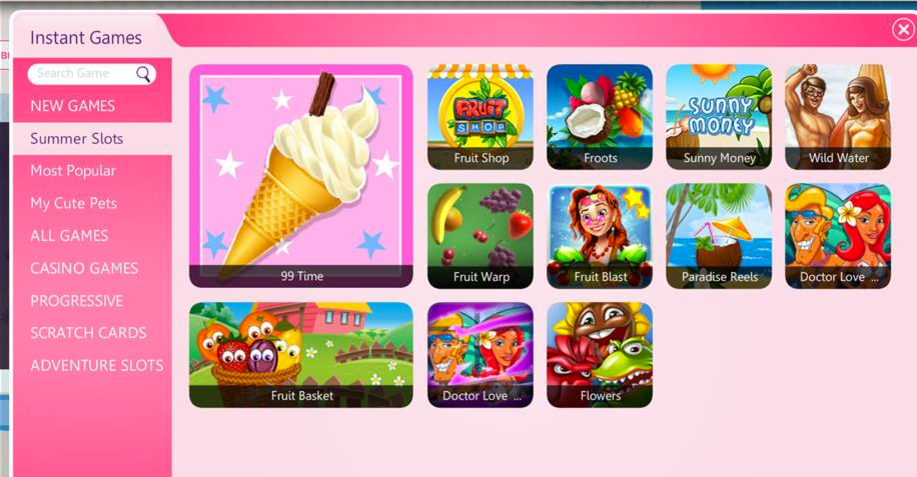 Instant Games
Search Game
NEW GAMES
Summer Slots
Most Popular
My Cute Pets
ALL GAMES
CASINO GAMES
PROGRESSIVE
SCRATCH CARDS
ADVENTURE SLOTS
99 Time
FRUIT
SHOP
Fruit Shop
Froots
SUNNY
MONEY
Sunny Money
Wild Water
Fruit Warp
Fruit Blast
Paradise Reels
Doctor Love ...
Fruit Basket
Doctor Love ...
Flowers